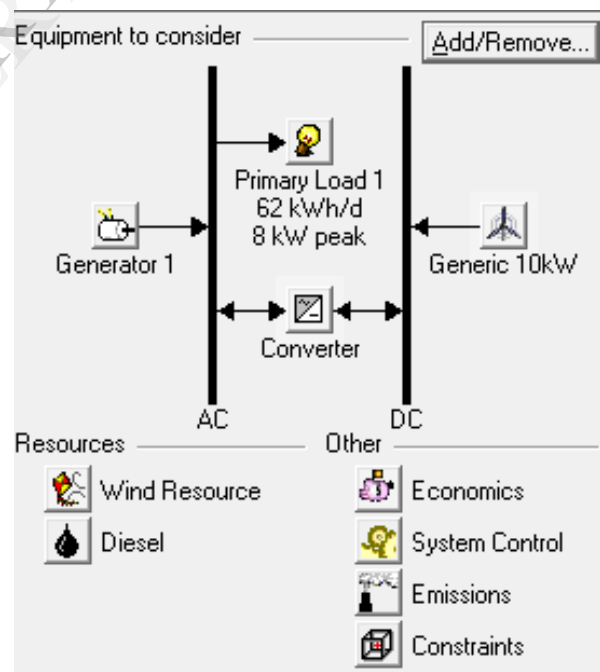 Equipment to consider
Add/Remove...
Primary Load 1
62 kWh/d
8 kW peak
Generator 1
Generic 10kW
Converter
AC
DC
Resources
Other
Wind Resource
Economics
Diesel
System Control
Emissions
Constraints